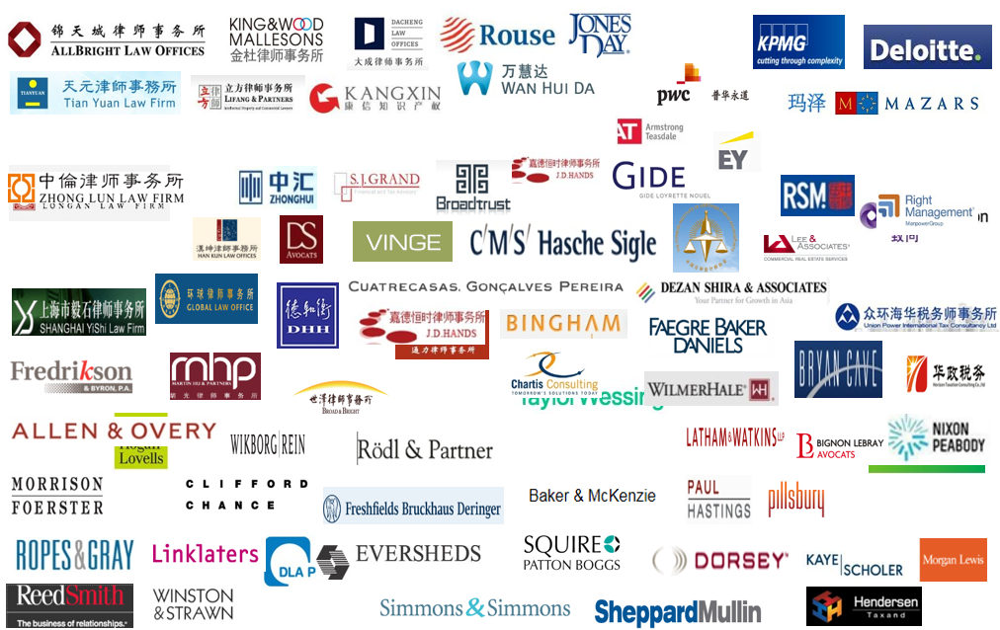 錦天城律师事务所
ALLBRIGHT LAW OFFICES
KING&WOOD
MALLESONS
金杜律师事务所
DACHENG
LAW
OFFICES
大成律师事务所
Rouse
JONES
DAY®
KPMG
cutting through complexity
Deloitte.
TIANYUAN
天元律師事務所
Tian Yuan Law Firm
立方律师事务所
LIFANG & PARTNERS
KANGXIN
康信知识产权
万慧达
WAN HUI DA
pwc
普华永道
玛泽
M
MAZARS
AT
Armstrong
Teasdale
EY
中倫律师事务所
ZHONG LUN LAW FIRM
LONGAN LAW FIRM
中汇
ZHONGHUI
S.J.GRAND
Broadtrust
嘉德恒时律师事务所
J.D.HANDS
GIDE
GIDE LOYRETTE NOUEL
RSM
Right
Management®
ManpowerGroup
on
致同
漢坤律師事務所
HAN KUN LAW OFFICES
DS
AVOCATS
VINGE
C'M'S' Hasche Sigle
LEE &
ASSOCIATES®
COMMERCIAL REAL ESTATE SERVICES
上海市毅石律师事务所
SHANGHAI YiShi Law Firm
环球律师事务所
GLOBAL LAW OFFICE
德和衡
DHH
CUATRECASAS, GONÇALVES PEREIRA
嘉德恒时律师事务所
J.D.HANDS
通力律师事务所
BINGHAM
DEZAN SHIRA & ASSOCIATES
Your Partner for Growth in Asia
FAEGRE BAKER
DANIELS
众环海华税务师事务所
Union Power International Tax Consultancy Ltd
Fredrikson
& BYRON, P.A.
mhp
MARTIN HU & PARTNERS
胡光律师事务所
世泽律师事务所
BROAD & BRIGHT
Chartis Consulting
TOMORROW'S SOLUTIONS TODAY
TaylorWessing
WILMERHALE
WH
BRYAN CAVE
华政税务
ALLEN & OVERY
Hogan
Lovells
WIKBORG REIN
Rödl & Partner
LATHAM&WATKINS LLP
BIGNON LEBRAY
AVOCATS
NIXON
PEABODY
MORRISON
FOERSTER
CLIFFORD
CHANCE
Freshfields Bruckhaus Deringer
Baker & McKenzie
PAUL
HASTINGS
pillsbury
ROPES&GRAY
Linklaters
DLA P
EVERSHEDS
SQUIRE
PATTON BOGGS
DORSEY®
KAYE
SCHOLER
Morgan Lewis
ReedSmith
The business of relationships.
WINSTON
& STRAWN
Simmons & Simmons
SheppardMullin
Hendersen
Taxand